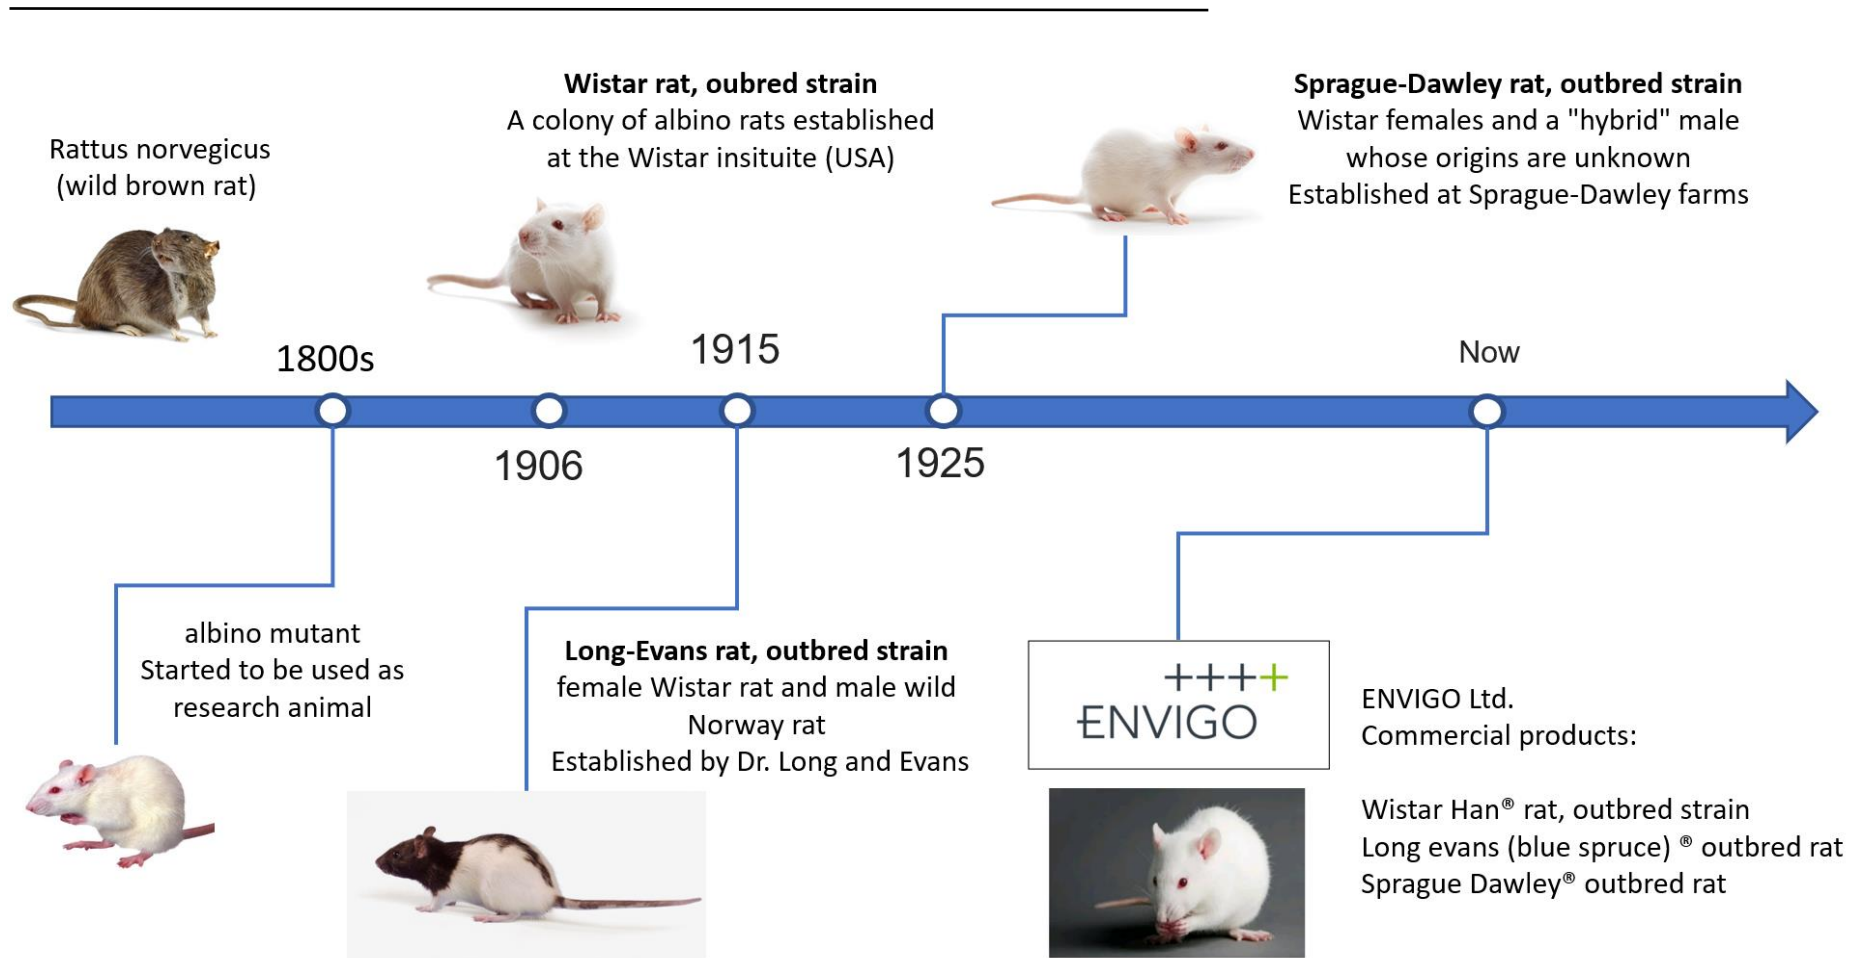 Rattus norvegicus
(wild brown rat)
Wistar rat, oubred strain
A colony of albino rats established
at the Wistar insituite (USA)
Sprague-Dawley rat, outbred strain
Wistar females and a "hybrid" male
whose origins are unknown
Established at Sprague-Dawley farms
1800s
1915
Now
1906
1925
albino mutant
Started to be used as
research animal
Long-Evans rat, outbred strain
female Wistar rat and male wild
Norway rat
Established by Dr. Long and Evans
++++
ENVIGO
ENVIGO Ltd.
Commercial products:
Wistar Han® rat, outbred strain
Long evans (blue spruce) ® outbred rat
Sprague Dawley® outbred rat